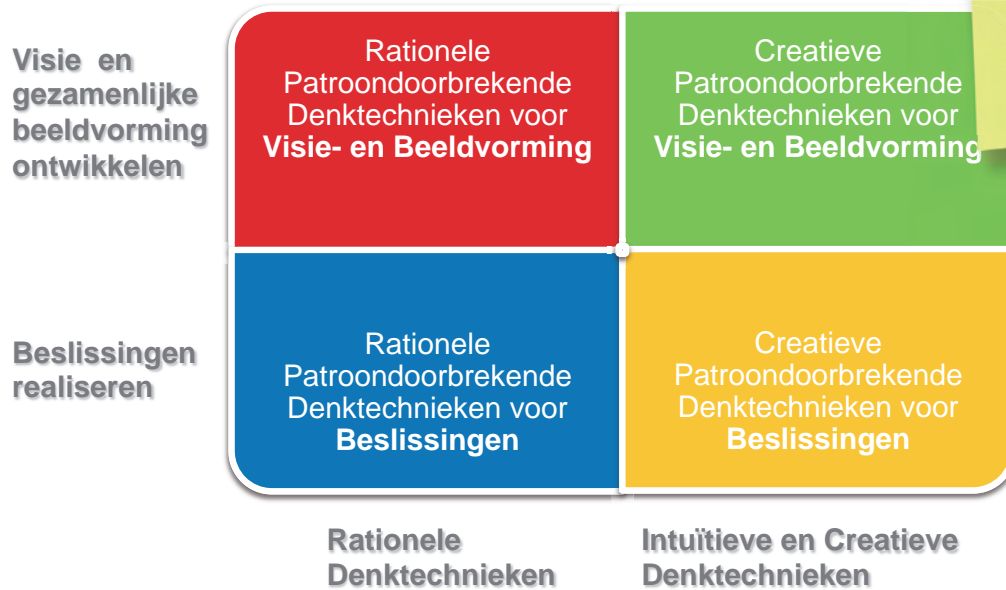 Visie en
gezamenlijke
beeldvorming
ontwikkelen
Rationele
Patroondoorbrekende
Denktechnieken voor
Visie- en Beeldvorming
Creatieve
Patroondoorbrekende
Denktechnieken voor
Visie- en Beeldvorming
Beslissingen
realiseren
Rationele
Patroondoorbrekende
Denktechnieken voor
Beslissingen
Creatieve
Patroondoorbrekende
Denktechnieken voor
Beslissingen
Rationele
Denktechnieken
Intuïtieve en Creatieve
Denktechnieken